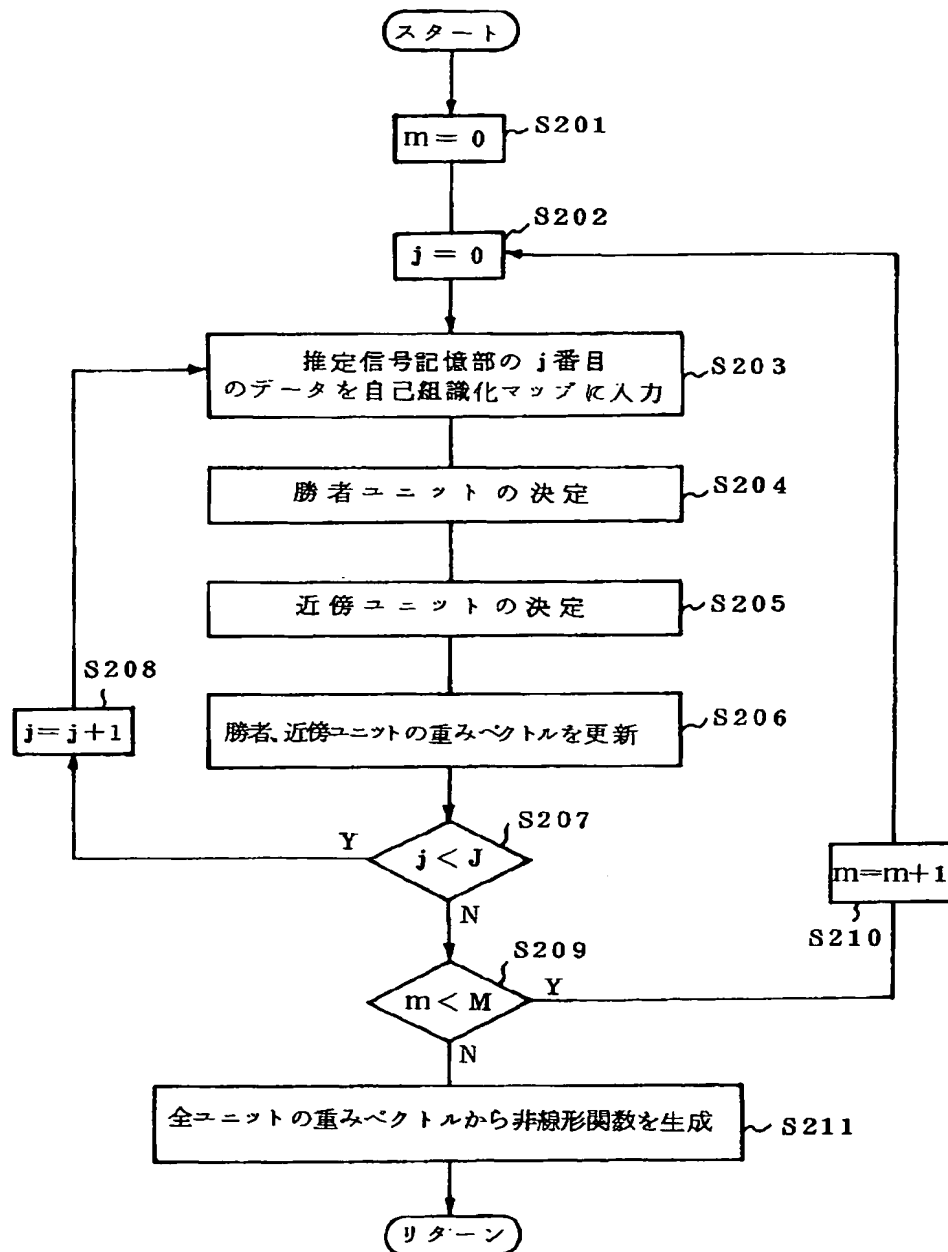 スタート
m = 0
S201
S202
j = 0
推定信号記憶部の j番目
のデータを自己組織化マップに入力
S203
勝者ユニットの決定
S204
近傍ユニットの決定
S205
S208
j=j+1
勝者、近傍ユニットの重みベクトルを更新
S206
S207
Y
j < J
N
m=m+1
S210
S209
m < M
Y
N
全ユニットの重みベクトルから非線形関数を生成
S211
リターン